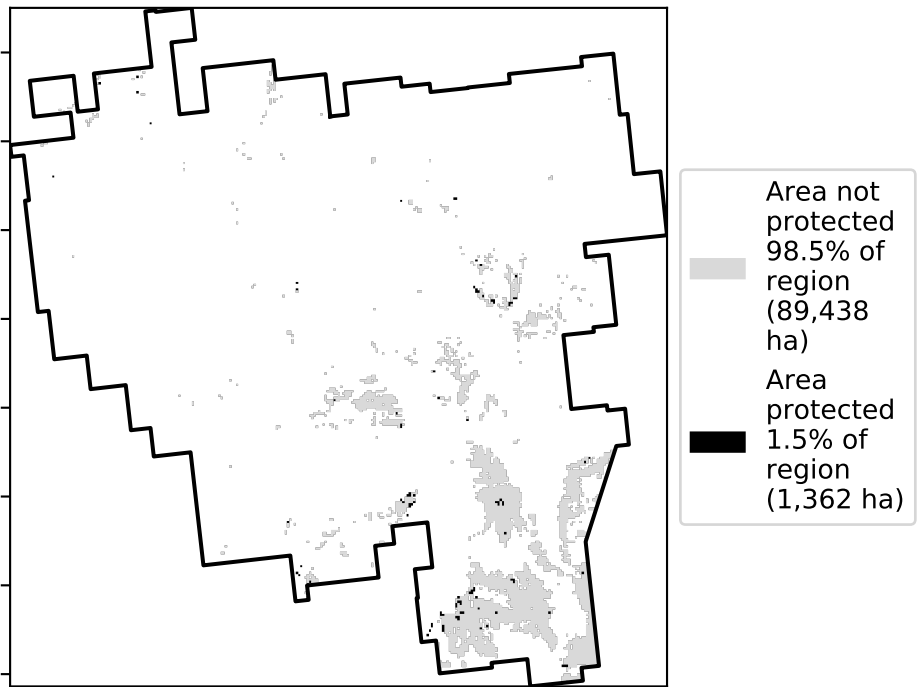 Area not
protected
98.5% of
region
(89,438
ha)
Area
protected
1.5% of
region
(1,362 ha)